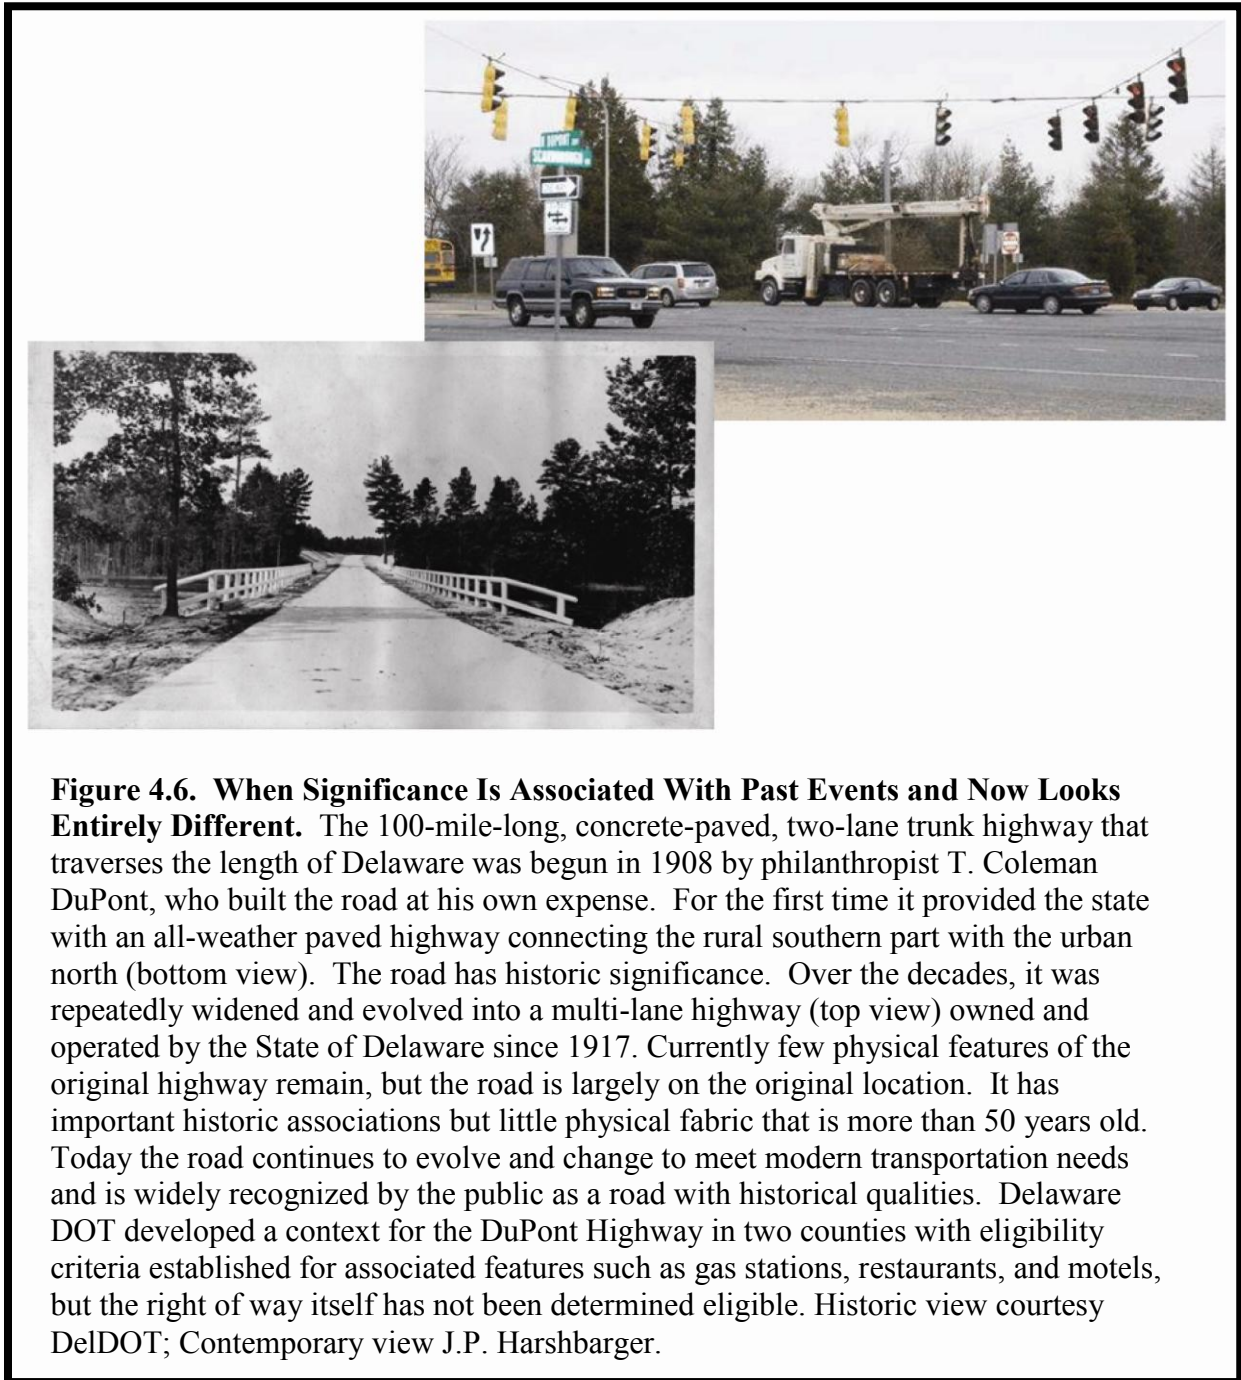 DUPONT
SCARBOROUGH
Figure 4.6. When Significance Is Associated With Past Events and Now Looks
Entirely Different. The 100-mile-long, concrete-paved, two-lane trunk highway that
traverses the length of Delaware was begun in 1908 by philanthropist T. Coleman
DuPont, who built the road at his own expense. For the first time it provided the state
with an all-weather paved highway connecting the rural southern part with the urban
north (bottom view). The road has historic significance. Over the decades, it was
repeatedly widened and evolved into a multi-lane highway (top view) owned and
operated by the State of Delaware since 1917. Currently few physical features of the
original highway remain, but the road is largely on the original location. It has
important historic associations but little physical fabric that is more than 50 years old.
Today the road continues to evolve and change to meet modern transportation needs
and is widely recognized by the public as a road with historical qualities. Delaware
DOT developed a context for the DuPont Highway in two counties with eligibility
criteria established for associated features such as gas stations, restaurants, and motels,
but the right of way itself has not been determined eligible. Historic view courtesy
DelDOT; Contemporary view J.P. Harshbarger.